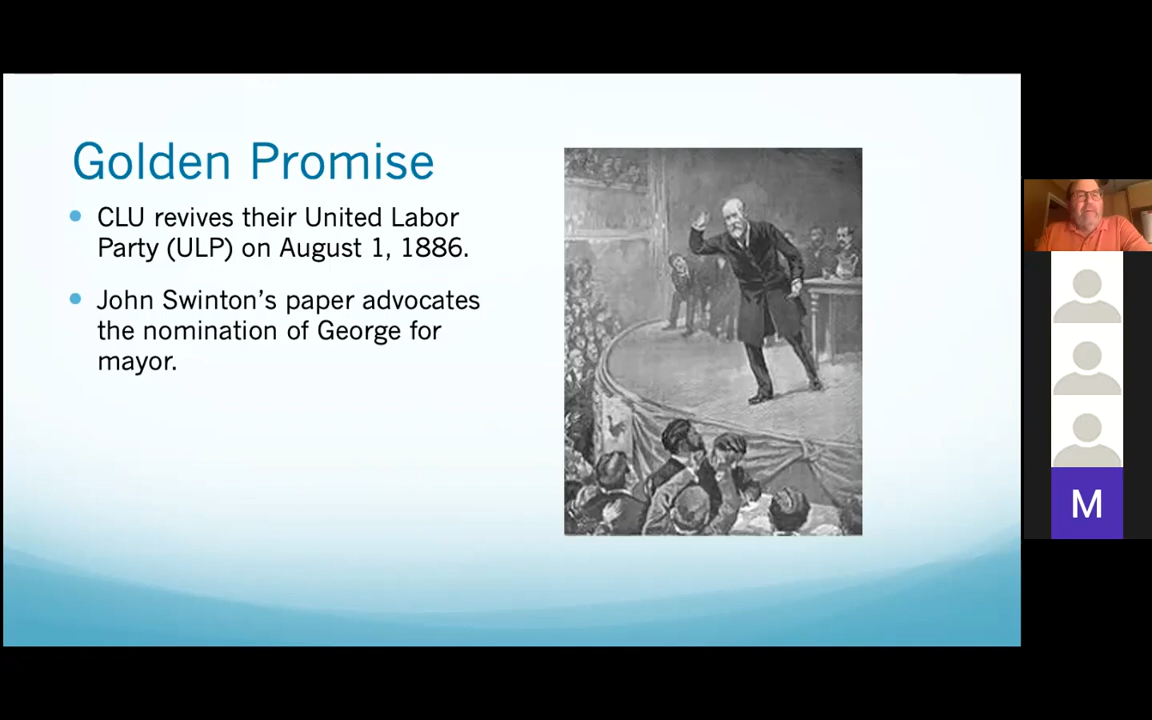 Golden Promise
CLU revives their United Labor
Party (ULP) on August 1, 1886.
John Swinton’s paper advocates
the nomination of George for
mayor.
M